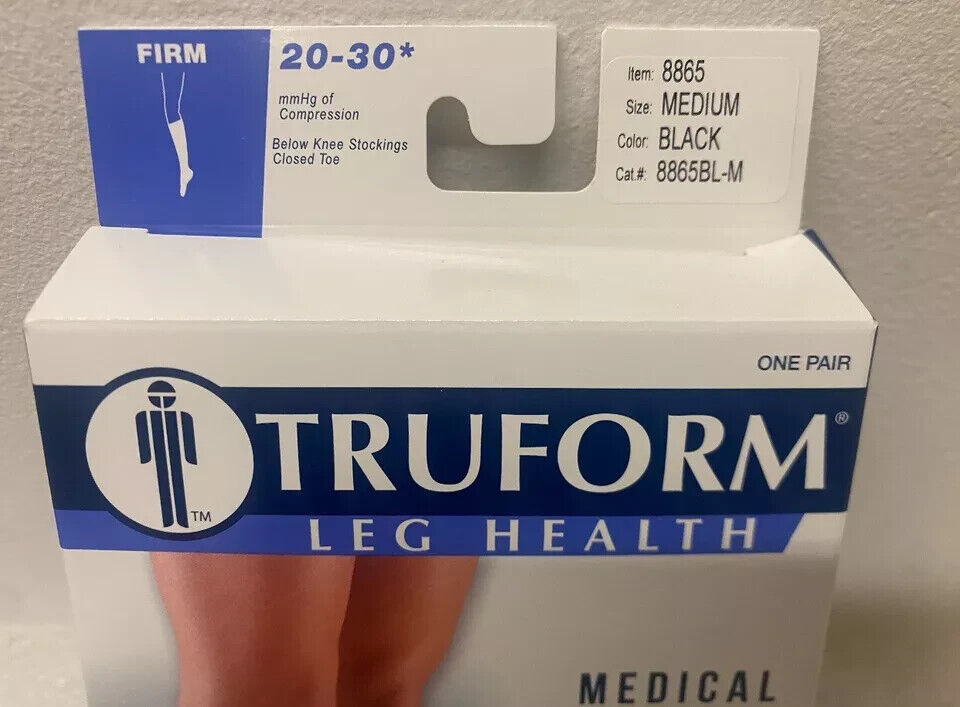 FIRM
20-30*
mmHg of
Compression
Below Knee Stockings
Closed Toe
Item: 8865
Size: MEDIUM
Color: BLACK
Cat.#: 8865BL-M
ONE PAIR
TRUFORM®
TM
LEG HEALTH
MEDICAL